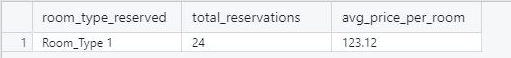 room_type_reserved total_reservations avg_price_per_room
1 Room_Type 1 24 123.12